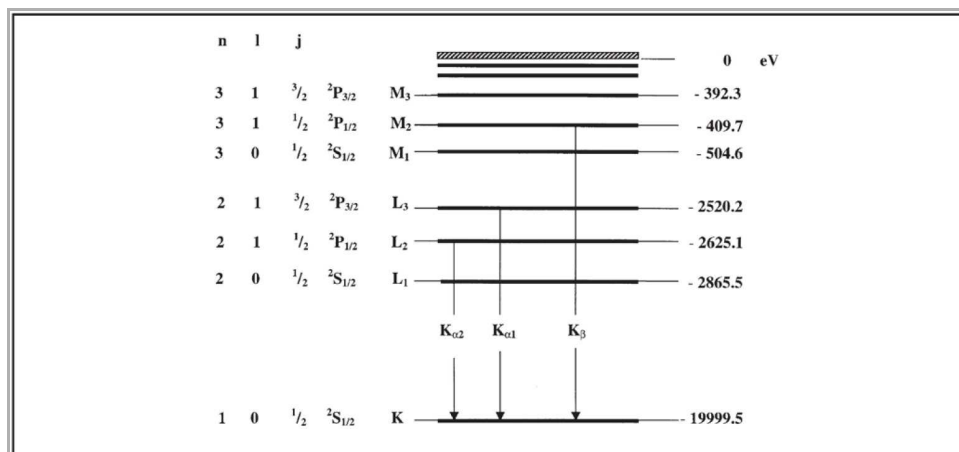 n l j
0 eV
3 1 ³/₂ ²P₃/₂ M₃ - 392.3
3 1 ¹/₂ ²P₁/₂ M₂ - 409.7
3 0 ¹/₂ ²S₁/₂ M₁ - 504.6
2 1 ³/₂ ²P₃/₂ L₃ - 2520.2
2 1 ¹/₂ ²P₁/₂ L₂ - 2625.1
2 0 ¹/₂ ²S₁/₂ L₁ - 2865.5
Kα2 Kα1 Kβ
1 0 ¹/₂ ²S₁/₂ K - 19999.5